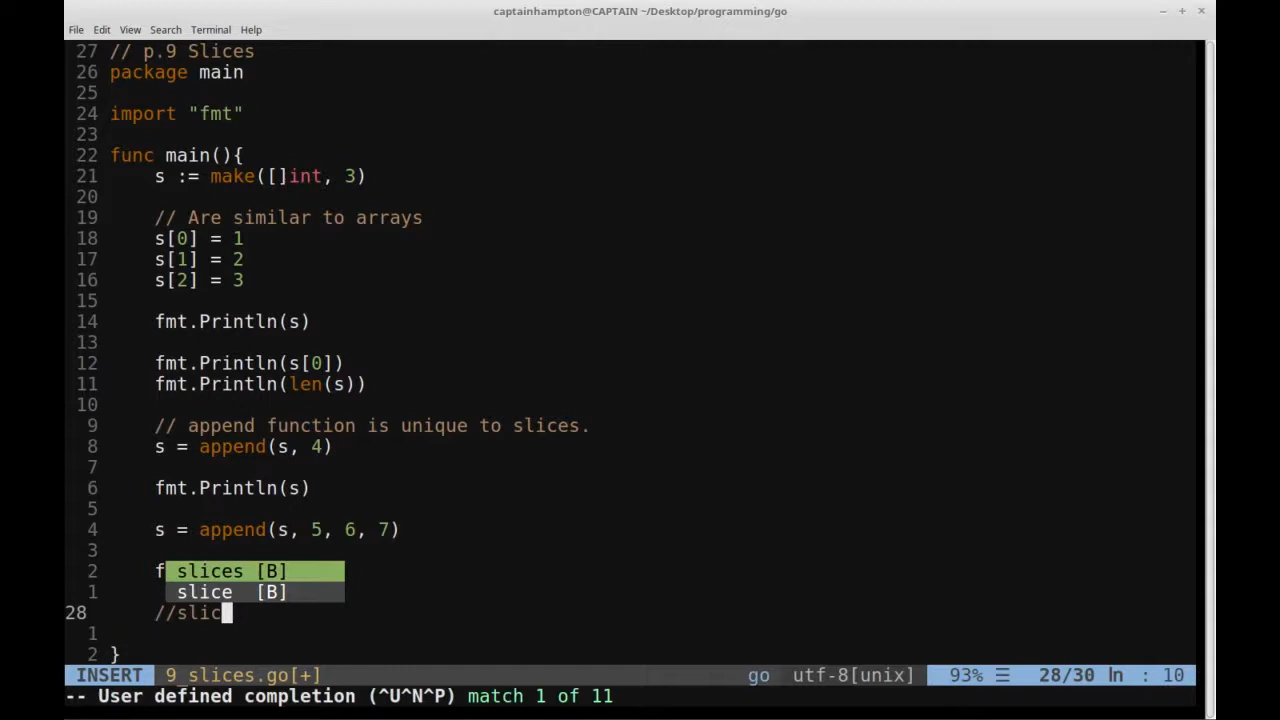 captainhampton@CAPTAIN ~/Desktop/programming/go
File Edit View Search Terminal Help
27 // p.9 Slices
26 package main
25
24 import "fmt"
23
22 func main(){
21 s := make([]int, 3)
20
19 // Are similar to arrays
18 s[0] = 1
17 s[1] = 2
16 s[2] = 3
15
14 fmt.Println(s)
13
12 fmt.Println(s[0])
11 fmt.Println(len(s))
10
9 // append function is unique to slices.
8 s = append(s, 4)
7
6 fmt.Println(s)
5
4 s = append(s, 5, 6, 7)
3
2 f slices [B]
1 slice [B]
28 //slic
1
2 }
INSERT 9_slices.go[+] go utf-8[unix] 93% ☰ 28/30 ln : 10
-- User defined completion (^U^N^P) match 1 of 11